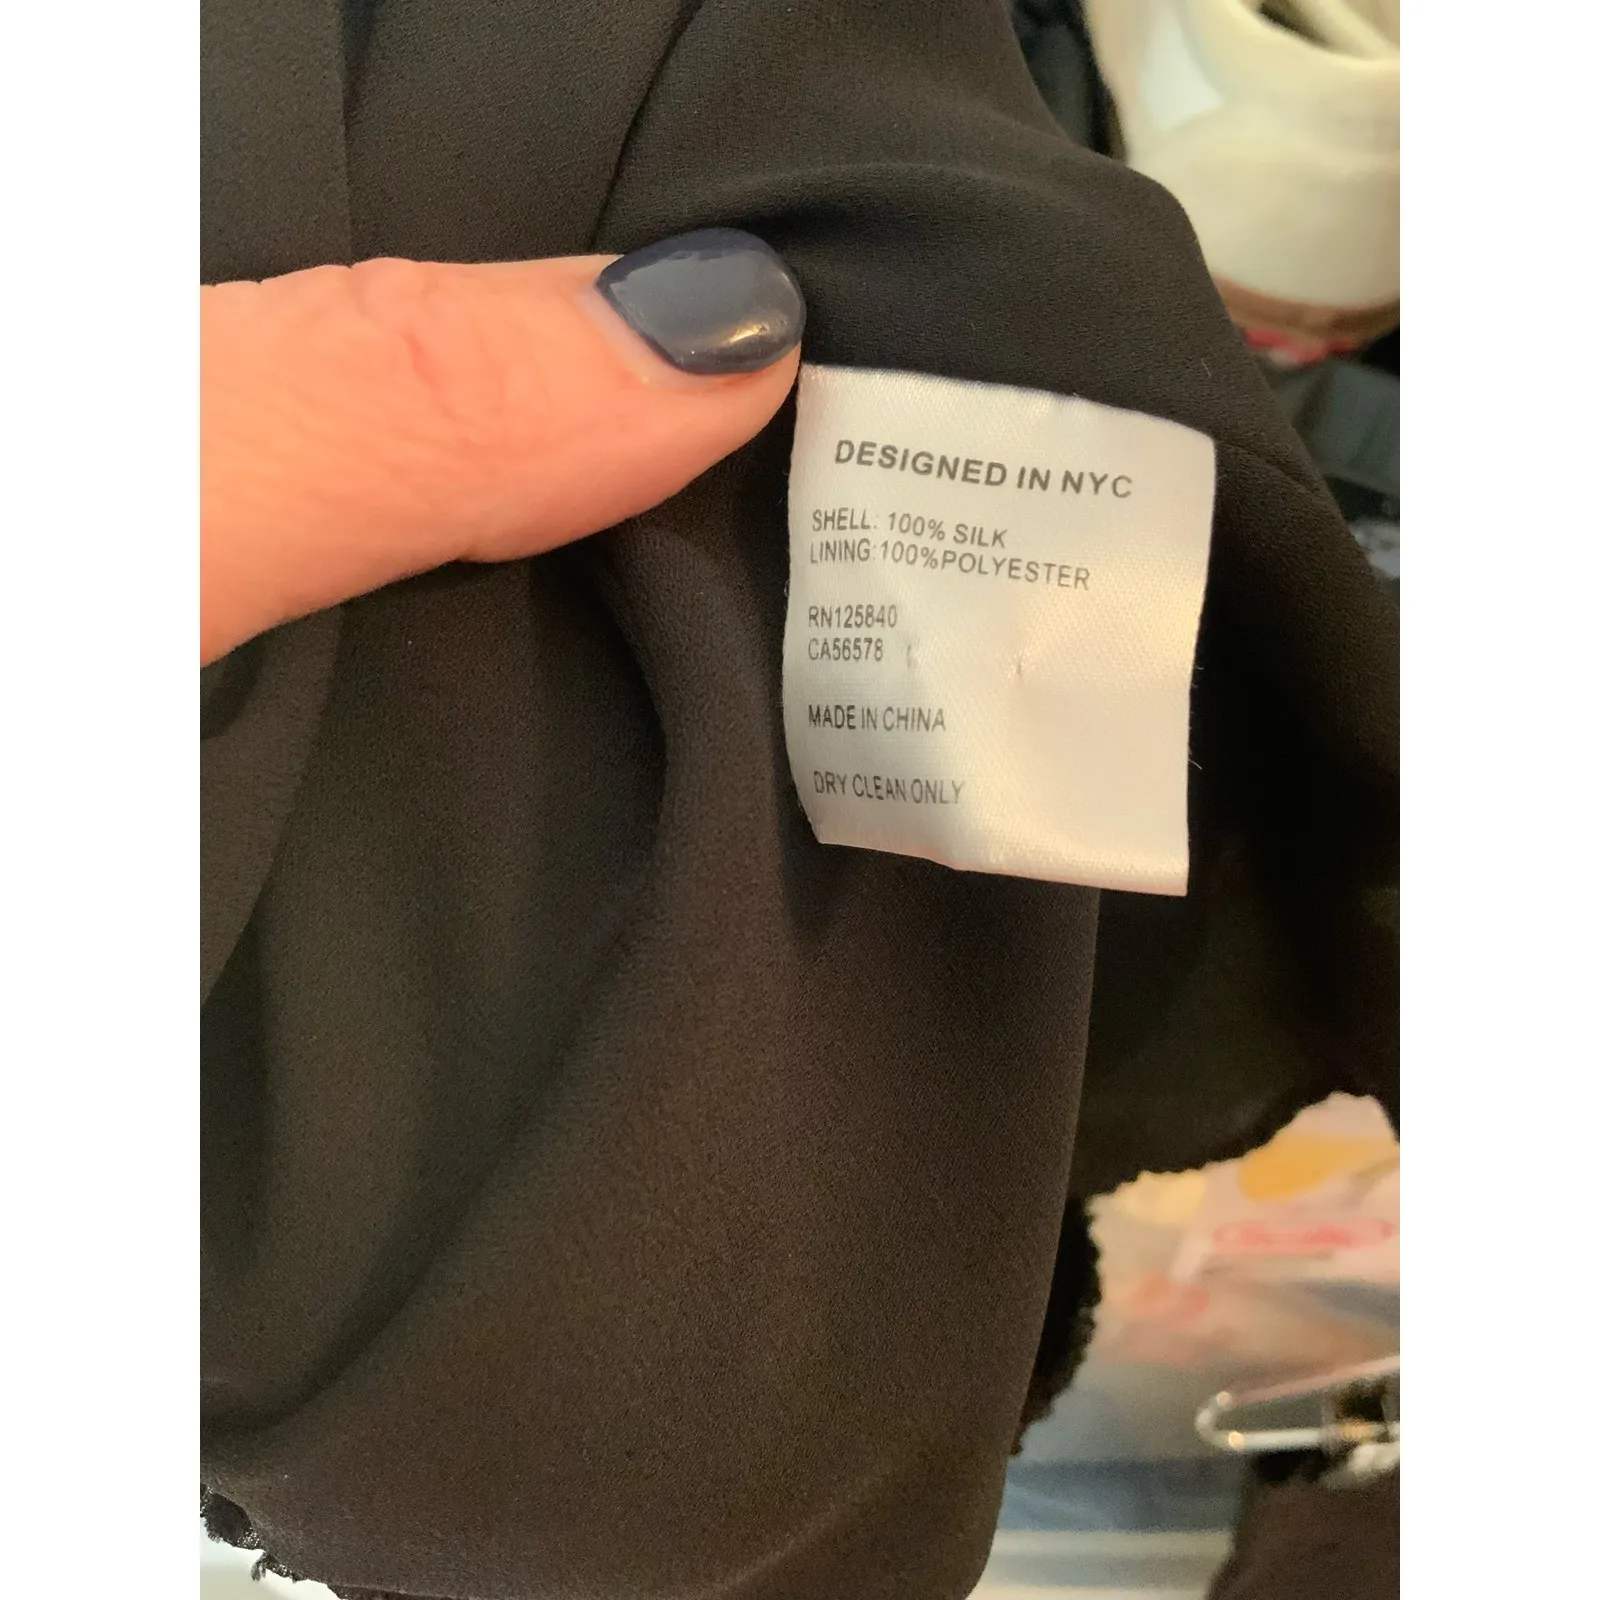 DESIGNED IN NYC
SHELL: 100% SILK
LINING:100%POLYESTER
RN125840
CA56578
MADE IN CHINA
DRY CLEAN ONLY